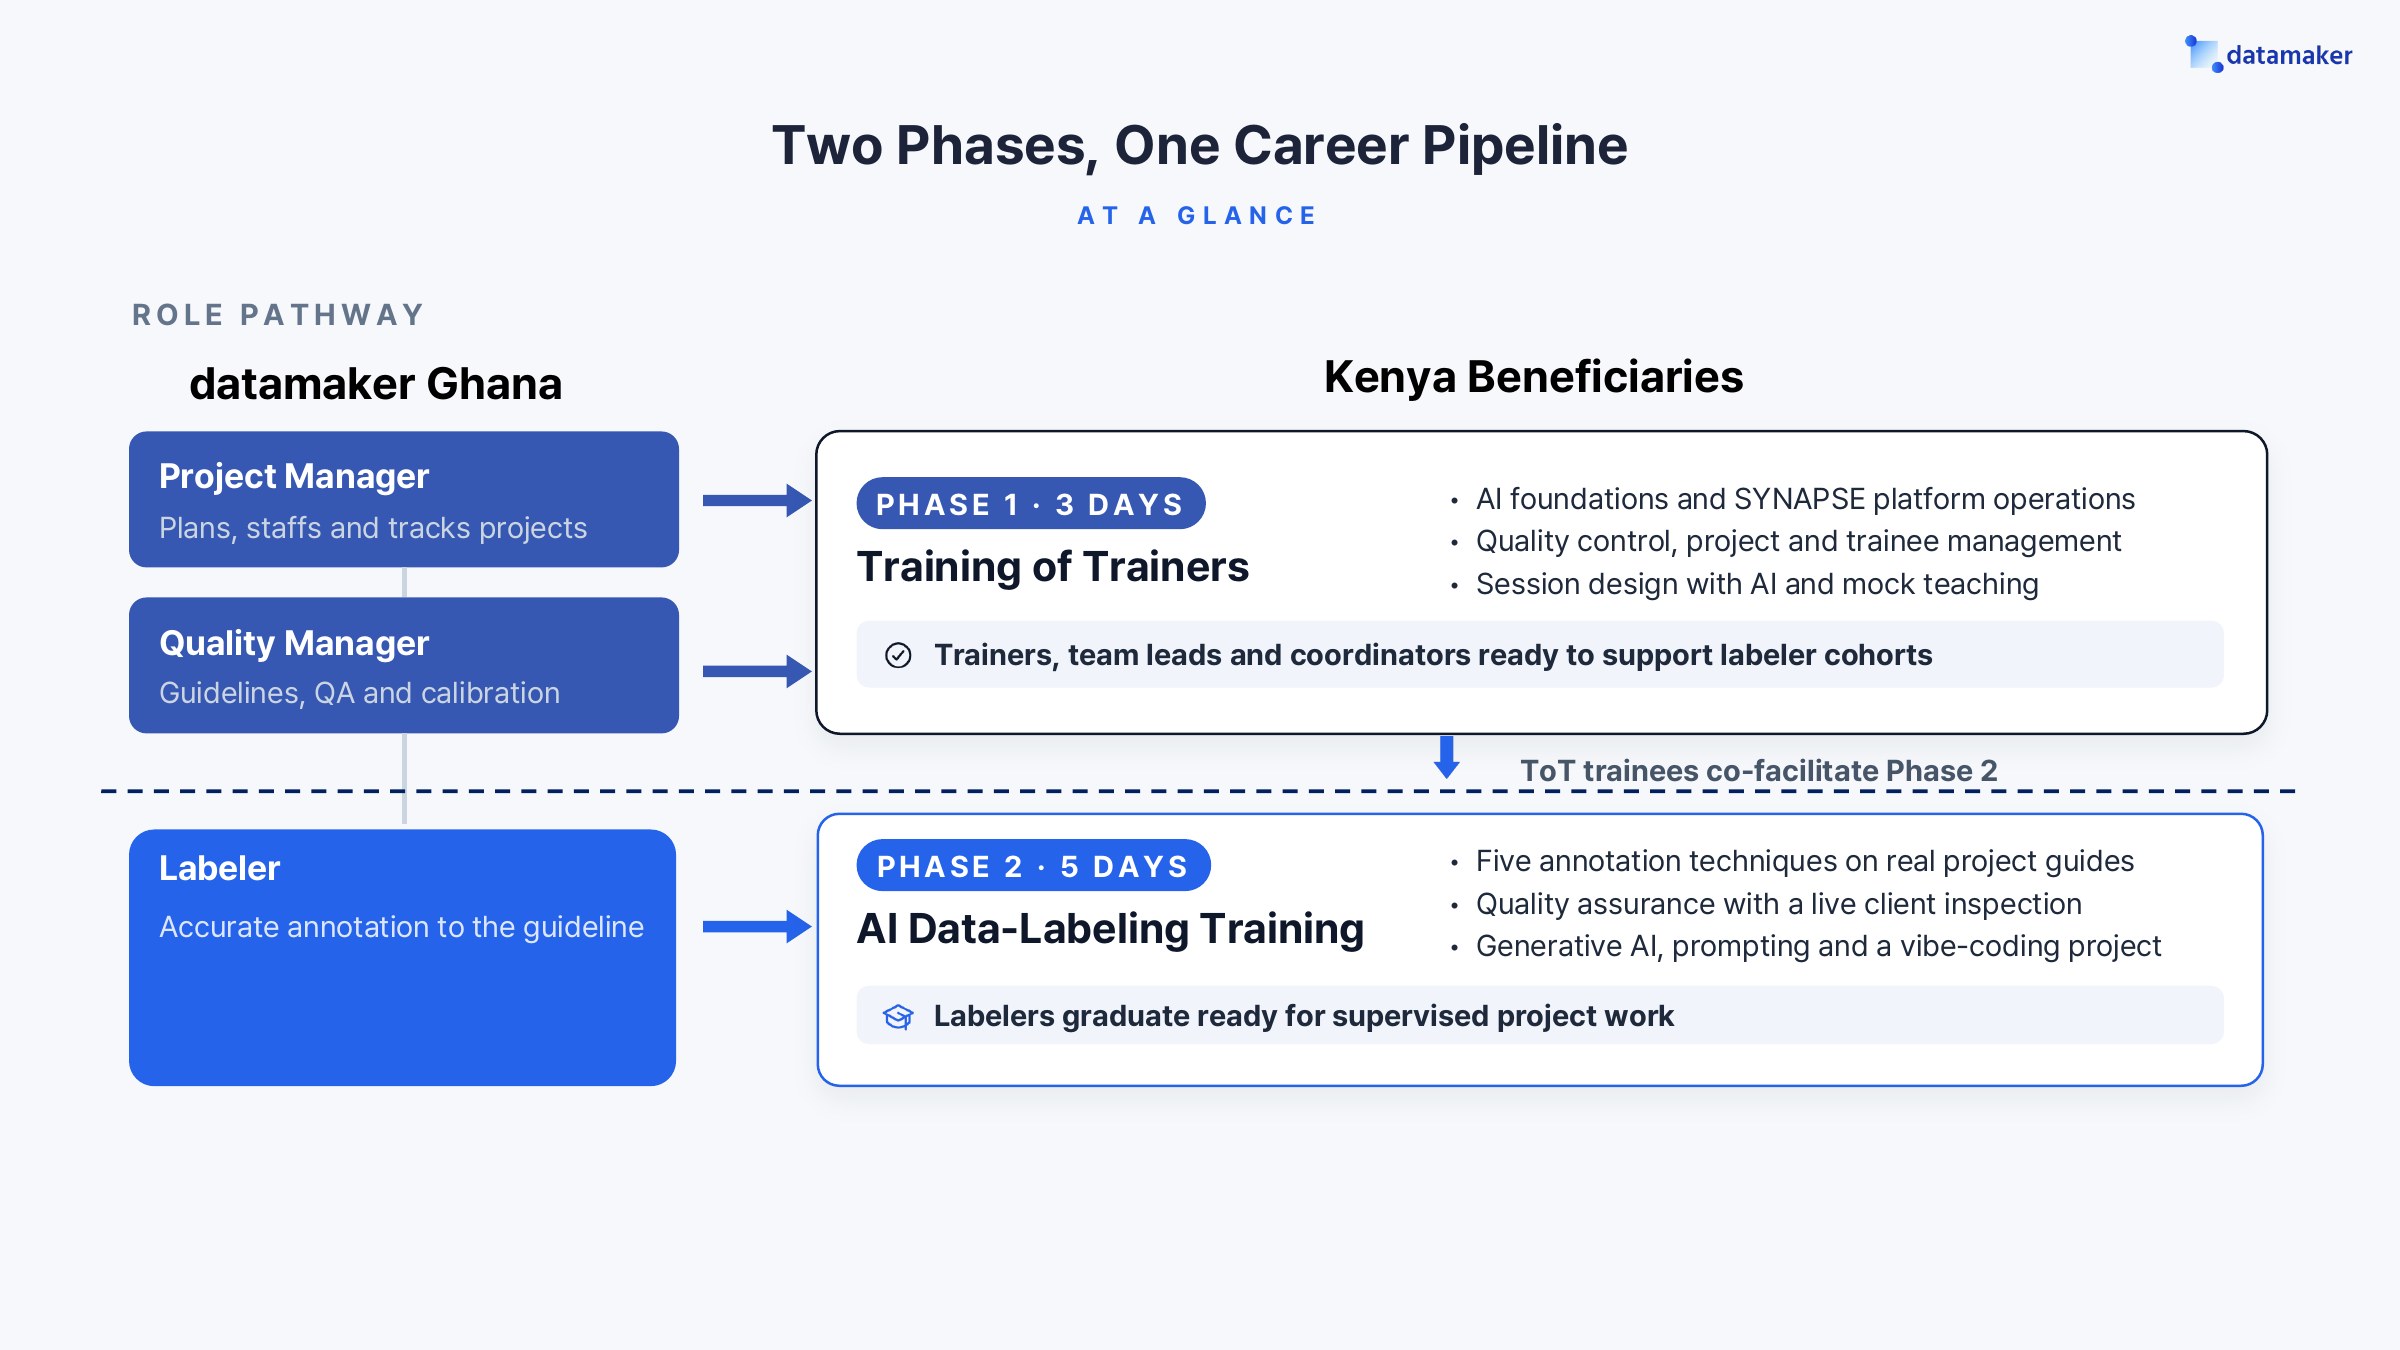 datamaker
Two Phases, One Career Pipeline
AT A GLANCE
ROLE PATHWAY
datamaker Ghana
Project Manager
Plans, staffs and tracks projects
Quality Manager
Guidelines, QA and calibration
Labeler
Accurate annotation to the guideline
Kenya Beneficiaries
PHASE 1 · 3 DAYS
Training of Trainers
• AI foundations and SYNAPSE platform operations
• Quality control, project and trainee management
• Session design with AI and mock teaching
Trainers, team leads and coordinators ready to support labeler cohorts
ToT trainees co-facilitate Phase 2
PHASE 2 · 5 DAYS
AI Data-Labeling Training
• Five annotation techniques on real project guides
• Quality assurance with a live client inspection
• Generative AI, prompting and a vibe-coding project
Labelers graduate ready for supervised project work